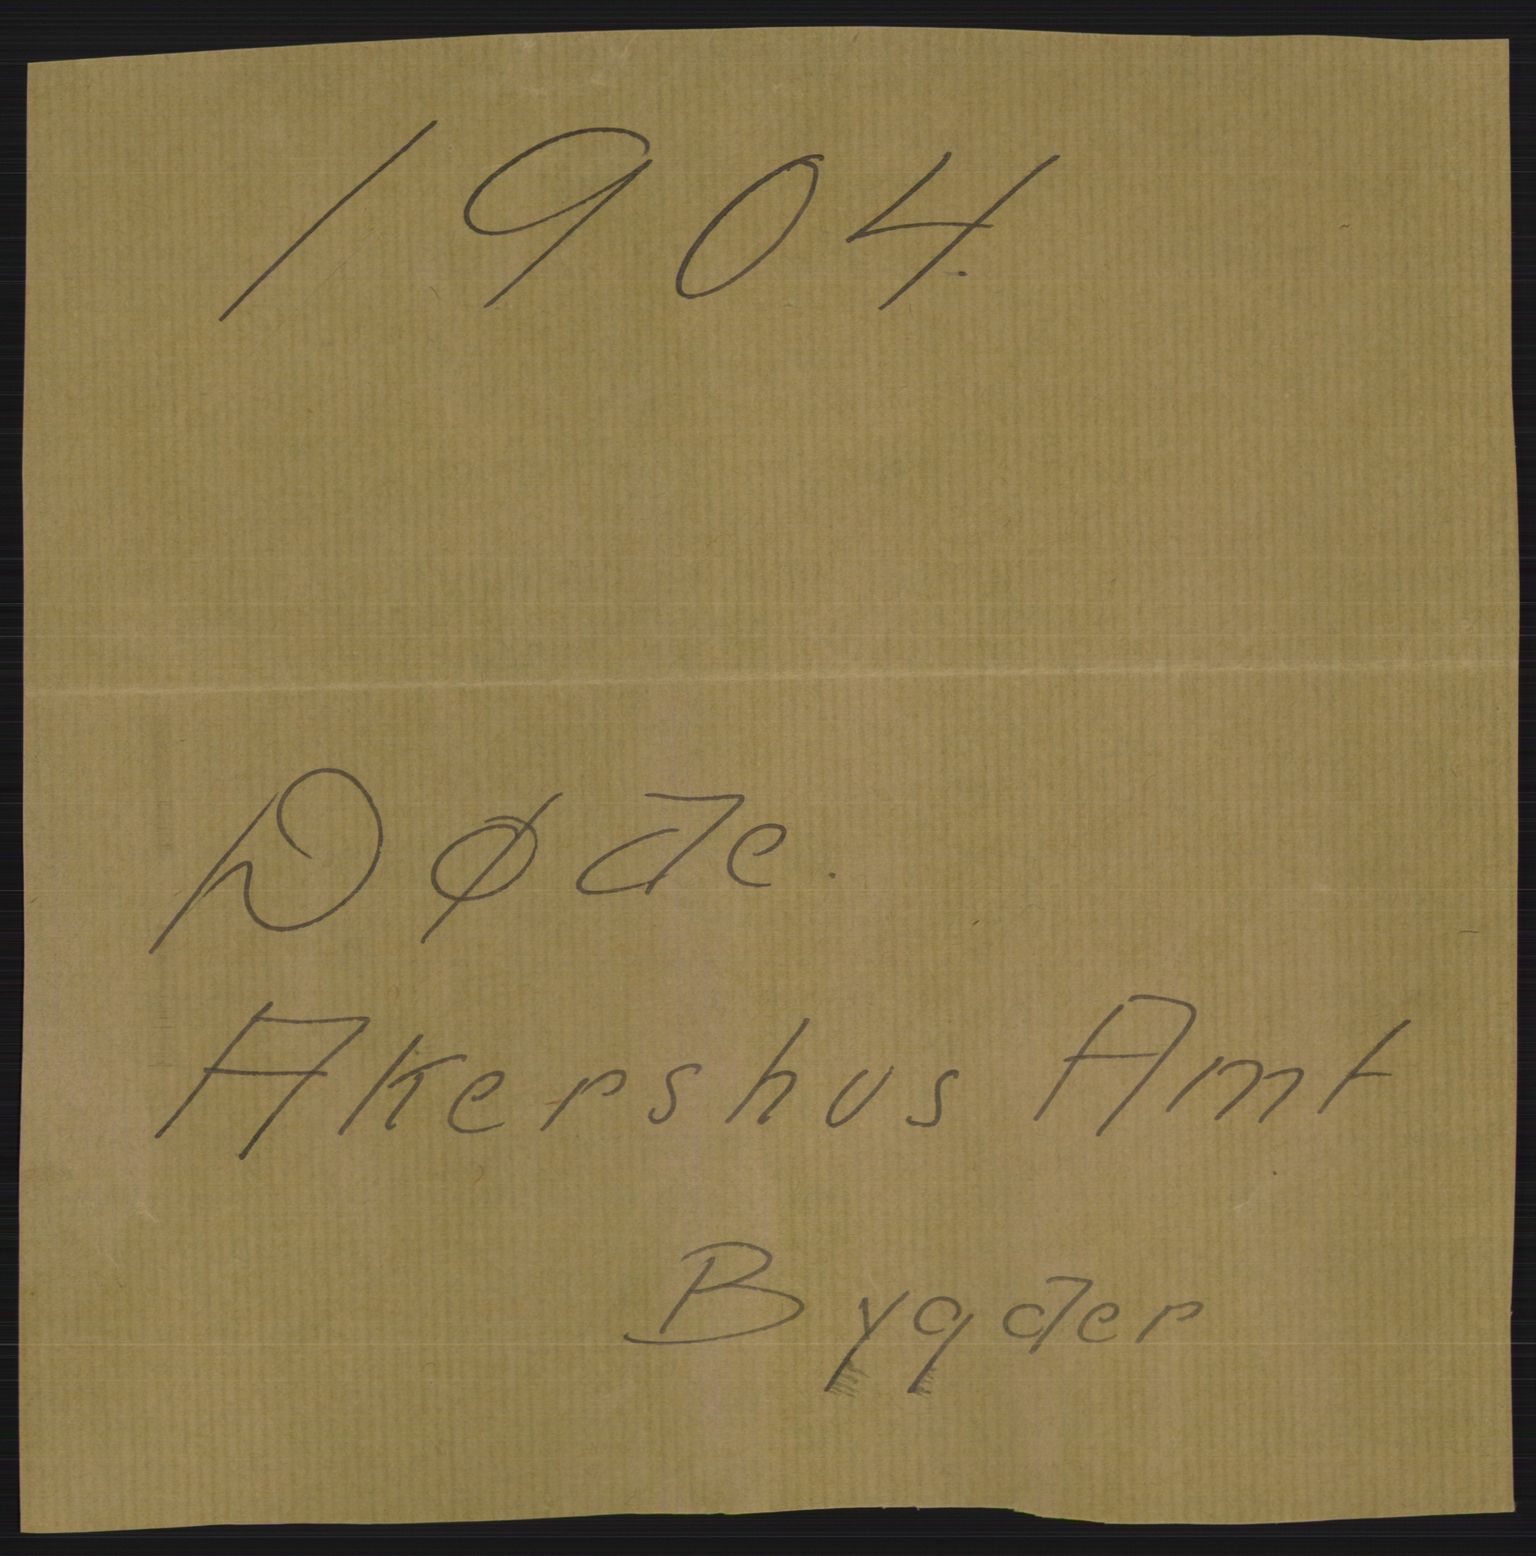 1904.
Døde.
Akershus Amt
Bygder